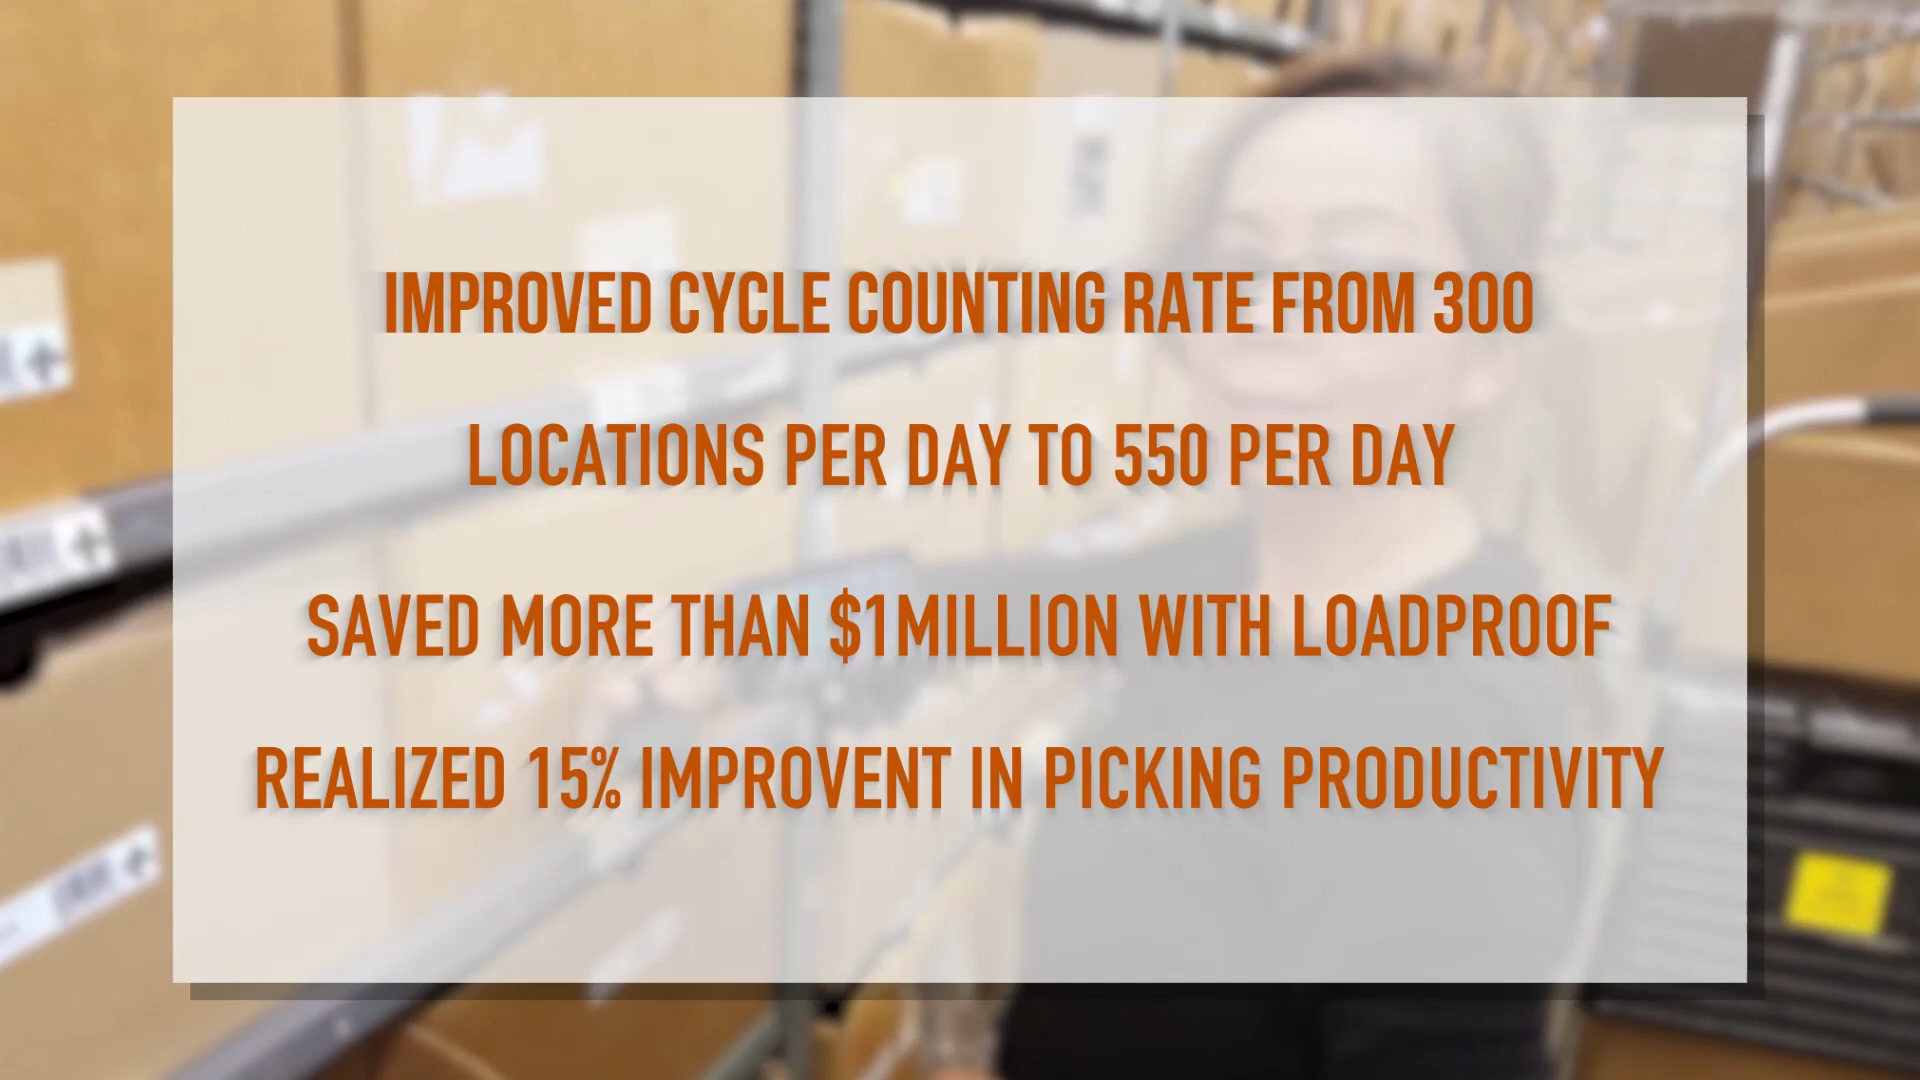 IMPROVED CYCLE COUNTING RATE FROM 300
LOCATIONS PER DAY TO 550 PER DAY
SAVED MORE THAN $1MILLION WITH LOADPROOF
REALIZED 15% IMPROVENT IN PICKING PRODUCTIVITY